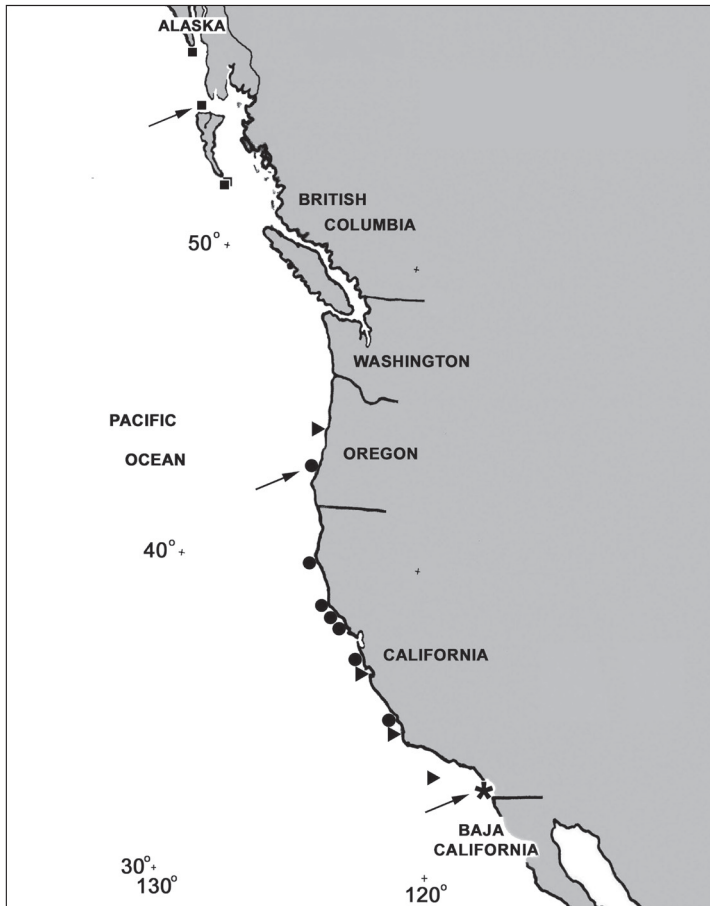 ALASKA
BRITISH
COLUMBIA
50°
WASHINGTON
PACIFIC
OCEAN
OREGON
40°
CALIFORNIA
*
BAJA
CALIFORNIA
30°
130°
120°